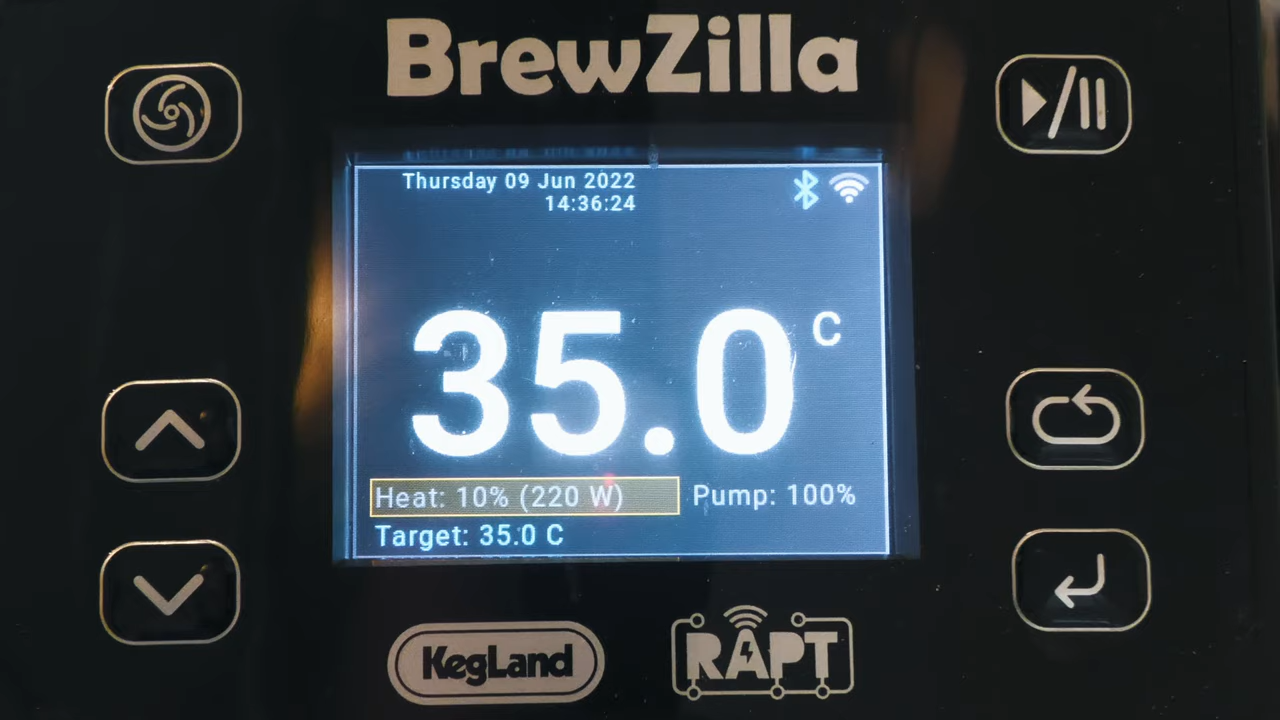 BrewZilla
Thursday 09 Jun 2022
14:36:24
35.0 C
Heat: 10% (220 W) Pump: 100%
Target: 35.0 C
KegLand
RAPT